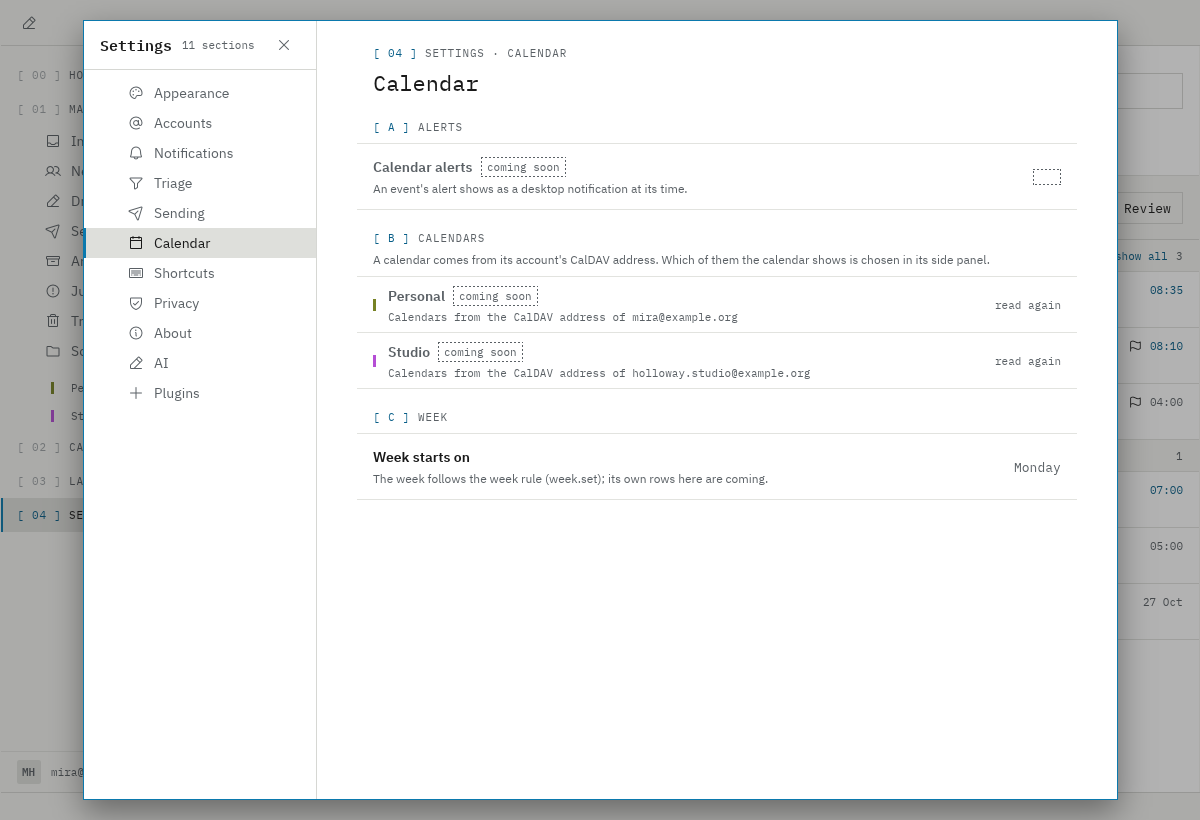 Settings 11 sections
Appearance
Accounts
Notifications
Triage
Sending
Calendar
Shortcuts
Privacy
About
AI
Plugins
[ 04 ] SETTINGS · CALENDAR
Calendar
[ A ] ALERTS
Calendar alerts coming soon
An event's alert shows as a desktop notification at its time.
[ B ] CALENDARS
A calendar comes from its account's CalDAV address. Which of them the calendar shows is chosen in its side panel.
Personal coming soon
Calendars from the CalDAV address of mira@example.org
read again
Studio coming soon
Calendars from the CalDAV address of holloway.studio@example.org
read again
[ C ] WEEK
Week starts on
The week follows the week rule (week.set); its own rows here are coming.
Monday
[ 00 ]
[ 01 ]
[ 02 ]
[ 03 ]
[ 04 ]
MH
Review
show all 3
08:35
08:10
04:00
1
07:00
05:00
27 Oct